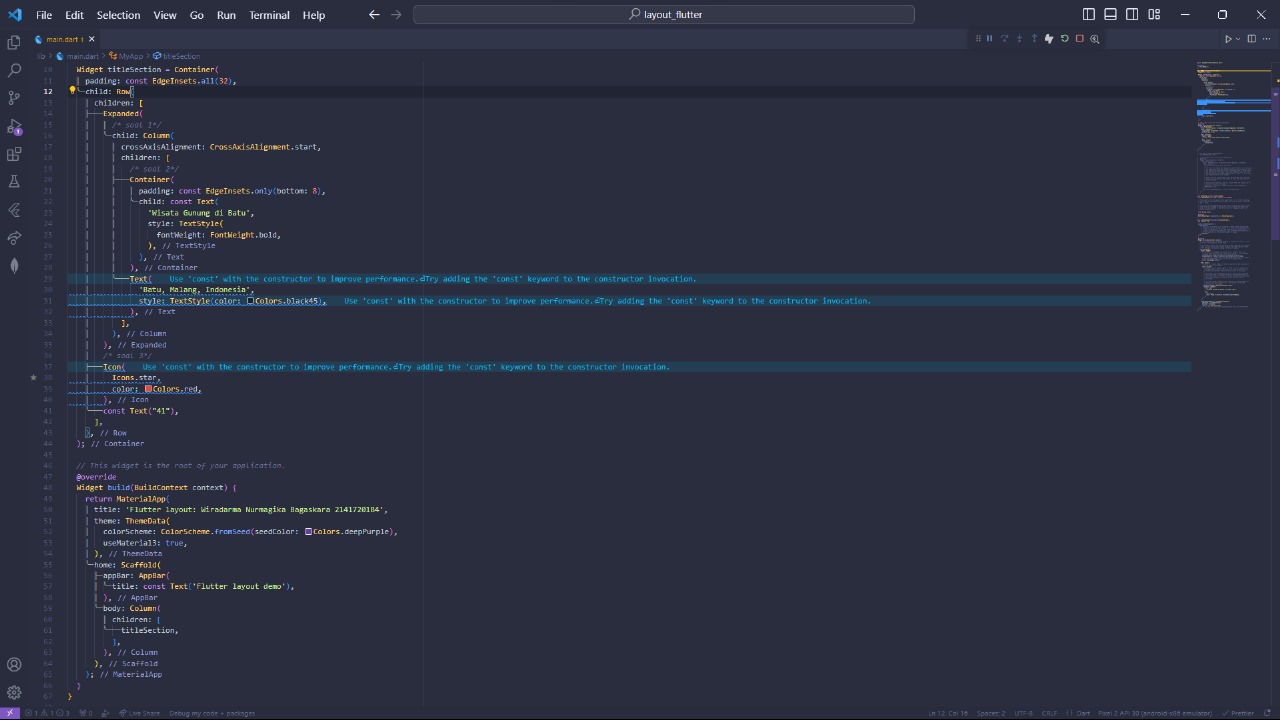 File Edit Selection View Go Run Terminal Help layout_flutter
main.dart 1
lib > main.dart > MyApp > titleSection
10 Widget titleSection = Container(
11 padding: const EdgeInsets.all(32),
12 child: Row(
13 children: [
14 Expanded(
15 /* soal 1*/
16 child: Column(
17 crossAxisAlignment: CrossAxisAlignment.start,
18 children: [
19 /* soal 2*/
20 Container(
21 padding: const EdgeInsets.only(bottom: 8),
22 child: const Text(
23 'Wisata Gunung di Batu',
24 style: TextStyle(
25 fontWeight: FontWeight.bold,
26 ), // TextStyle
27 ), // Text
28 ), // Container
29 Text( Use 'const' with the constructor to improve performance.⏎Try adding the 'const' keyword to the constructor invocation.
30 'Batu, Malang, Indonesia',
31 style: TextStyle(color: Colors.black45), Use 'const' with the constructor to improve performance.⏎Try adding the 'const' keyword to the constructor invocation.
32 ), // Text
33 ],
34 ), // Column
35 ), // Expanded
36 /* soal 3*/
37 Icon( Use 'const' with the constructor to improve performance.⏎Try adding the 'const' keyword to the constructor invocation.
38 Icons.star,
39 color: Colors.red,
40 ), // Icon
41 const Text("41"),
42 ],
43 ), // Row
44 ); // Container
45
46 // This widget is the root of your application.
47 @override
48 Widget build(BuildContext context) {
49 return MaterialApp(
50 title: 'Flutter layout: Wiradarma Nurmagika Bagaskara 2141720184',
51 theme: ThemeData(
52 colorScheme: ColorScheme.fromSeed(seedColor: Colors.deepPurple),
53 useMaterial3: true,
54 ), // ThemeData
55 home: Scaffold(
56 appBar: AppBar(
57 title: const Text('Flutter layout demo'),
58 ), // AppBar
59 body: Column(
60 children: [
61 titleSection,
62 ],
63 ), // Column
64 ), // Scaffold
65 ); // MaterialApp
66 }
67 }
1 1 3 0 Live Share Debug my code + packages Ln 12, Col 16 Spaces: 2 UTF-8 CRLF { } Dart Pixel 2 API 30 (android-x86 emulator) Prettier